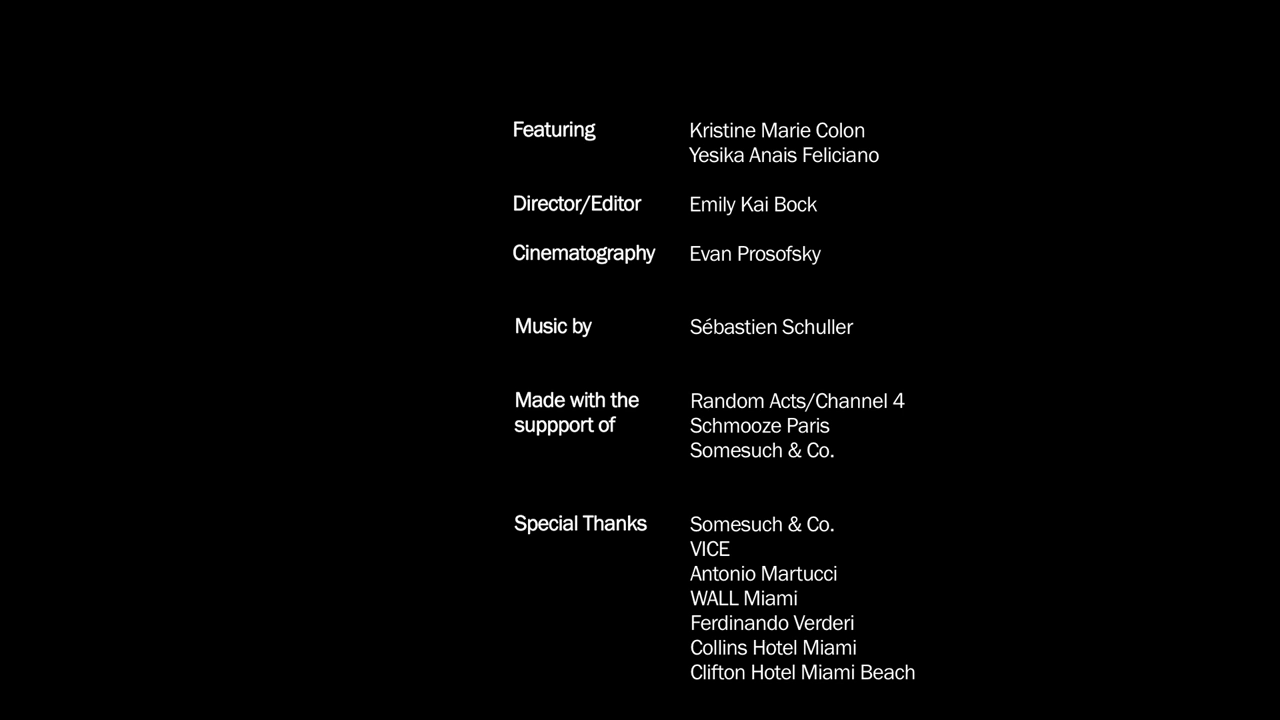 Featuring Kristine Marie Colon
Yesika Anais Feliciano
Director/Editor Emily Kai Bock
Cinematography Evan Prosofsky
Music by Sébastien Schuller
Made with the Random Acts/Channel 4
suppport of Schmooze Paris
Somesuch & Co.
Special Thanks Somesuch & Co.
VICE
Antonio Martucci
WALL Miami
Ferdinando Verderi
Collins Hotel Miami
Clifton Hotel Miami Beach